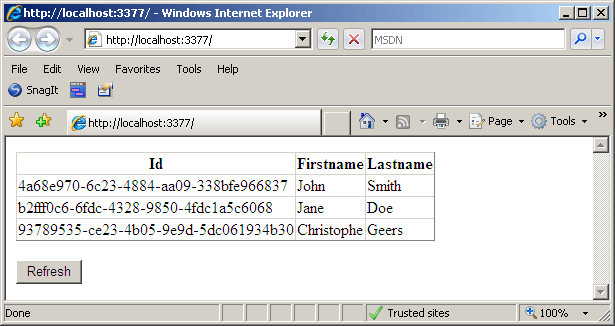 http://localhost:3377/ - Windows Internet Explorer
http://localhost:3377/ MSDN
File Edit View Favorites Tools Help
SnagIt
http://localhost:3377/ Page Tools
Id Firstname Lastname
4a68e970-6c23-4884-aa09-338bfe966837 John Smith
b2fff0c6-6fdc-4328-9850-4fdc1a5c6068 Jane Doe
93789535-ce23-4b05-9e9d-5dc061934b30 Christophe Geers
Refresh
Done Trusted sites 100%